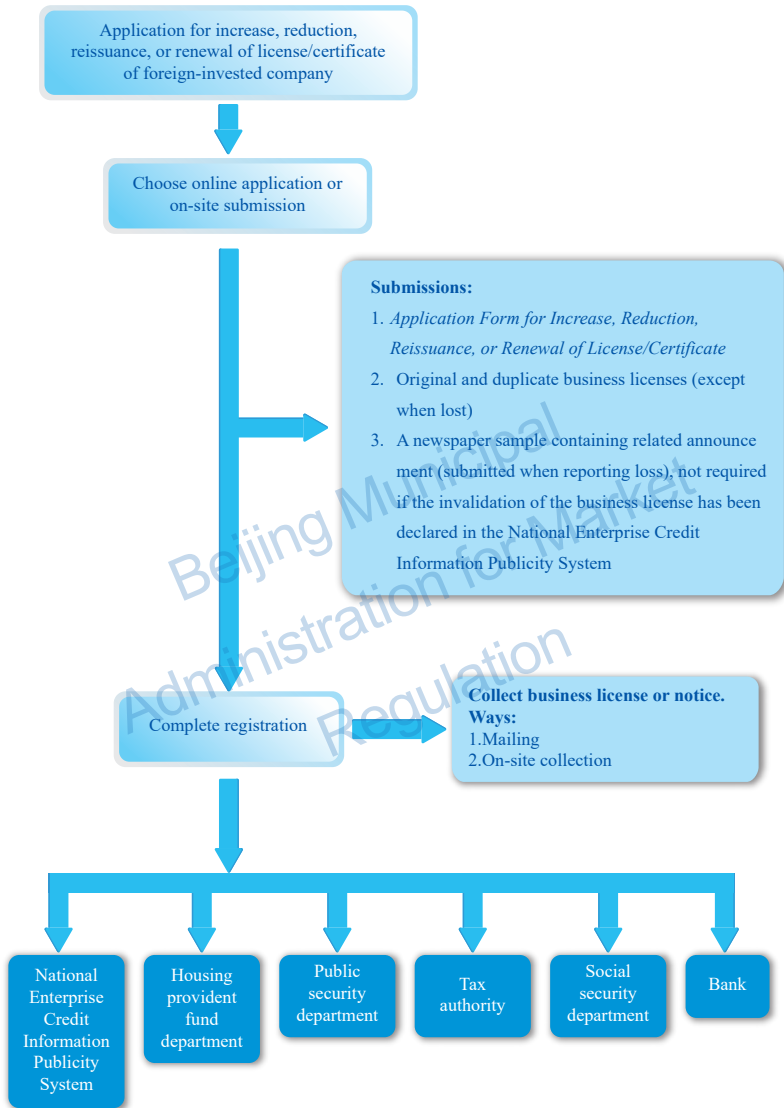 Application for increase, reduction,
reissuance, or renewal of license/certificate
of foreign-invested company
Choose online application or
on-site submission
Submissions:
1. Application Form for Increase, Reduction,
Reissuance, or Renewal of License/Certificate
2. Original and duplicate business licenses (except
when lost)
3. A newspaper sample containing related announce
ment (submitted when reporting loss), not required
if the invalidation of the business license has been
declared in the National Enterprise Credit
Information Publicity System
Beijing Municipal
Administration for Market
Regulation
Complete registration
Collect business license or notice.
Ways:
1.Mailing
2.On-site collection
National
Enterprise
Credit
Information
Publicity
System
Housing
provident
fund
department
Public
security
department
Tax
authority
Social
security
department
Bank